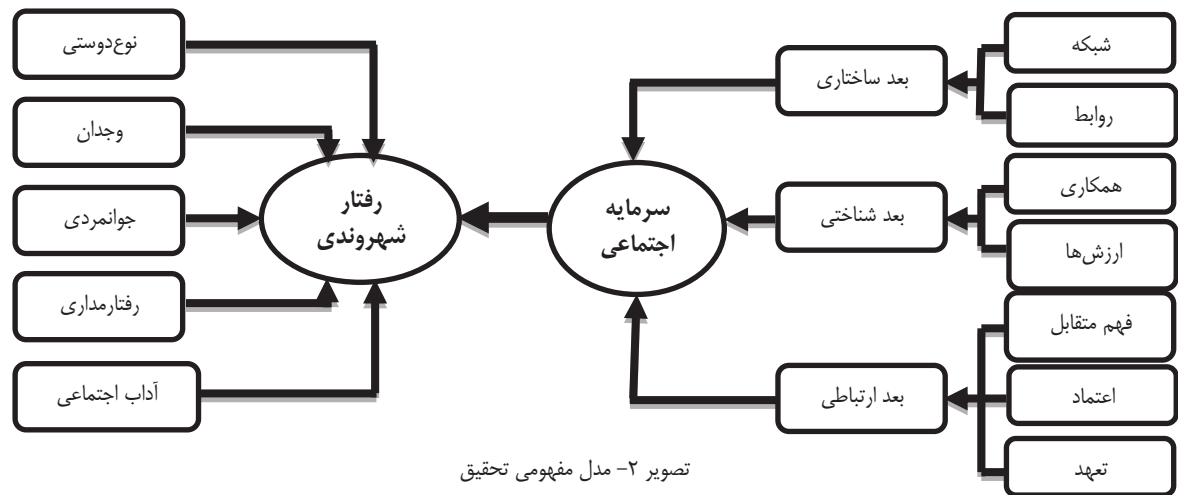 شبکه
روابط
همکاری
ارزش‌ها
فهم متقابل
اعتماد
تعهد
بعد ساختاری
بعد شناختی
بعد ارتباطی
سرمایه
اجتماعی
رفتار
شهروندی
نوع‌دوستی
وجدان
جوانمردی
رفتارمداری
آداب اجتماعی
تصویر ۲- مدل مفهومی تحقیق